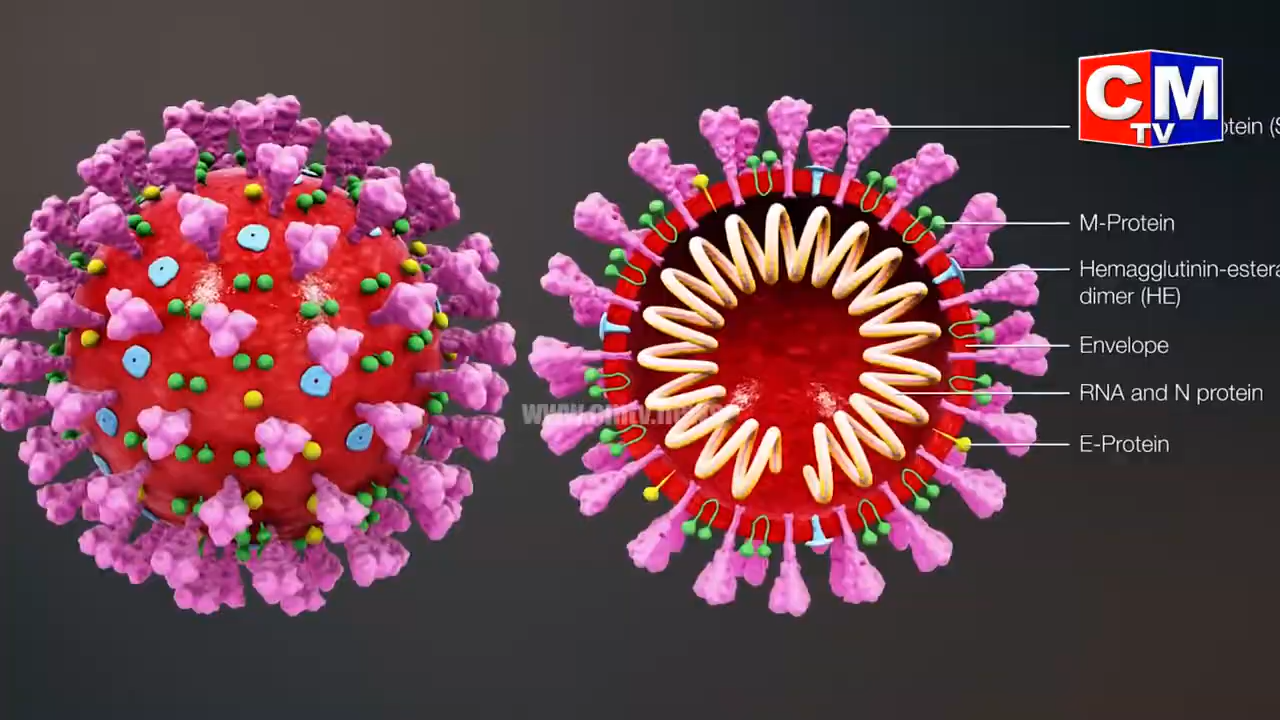 CM
TV
otein (S
M-Protein
Hemagglutinin-estera
dimer (HE)
Envelope
RNA and N protein
E-Protein